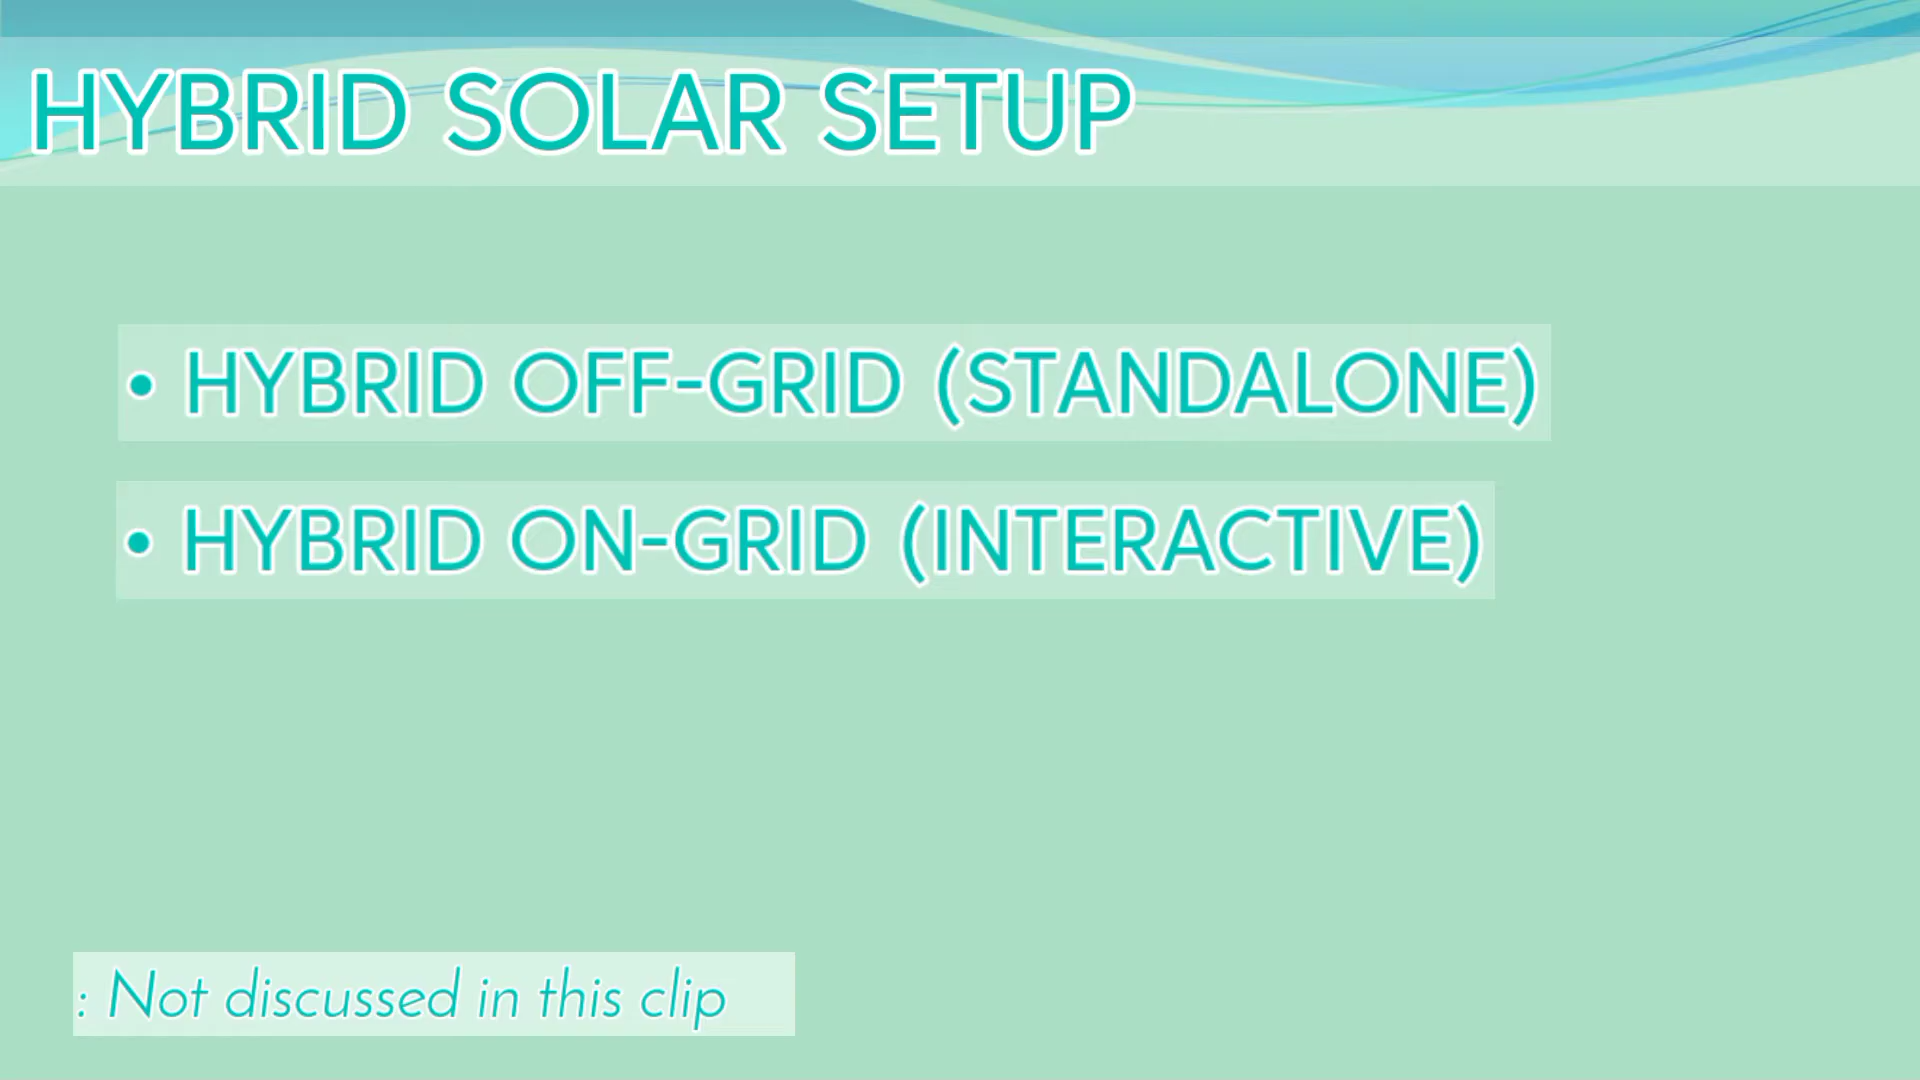 HYBRID SOLAR SETUP
• HYBRID OFF-GRID (STANDALONE)
• HYBRID ON-GRID (INTERACTIVE)
: Not discussed in this clip